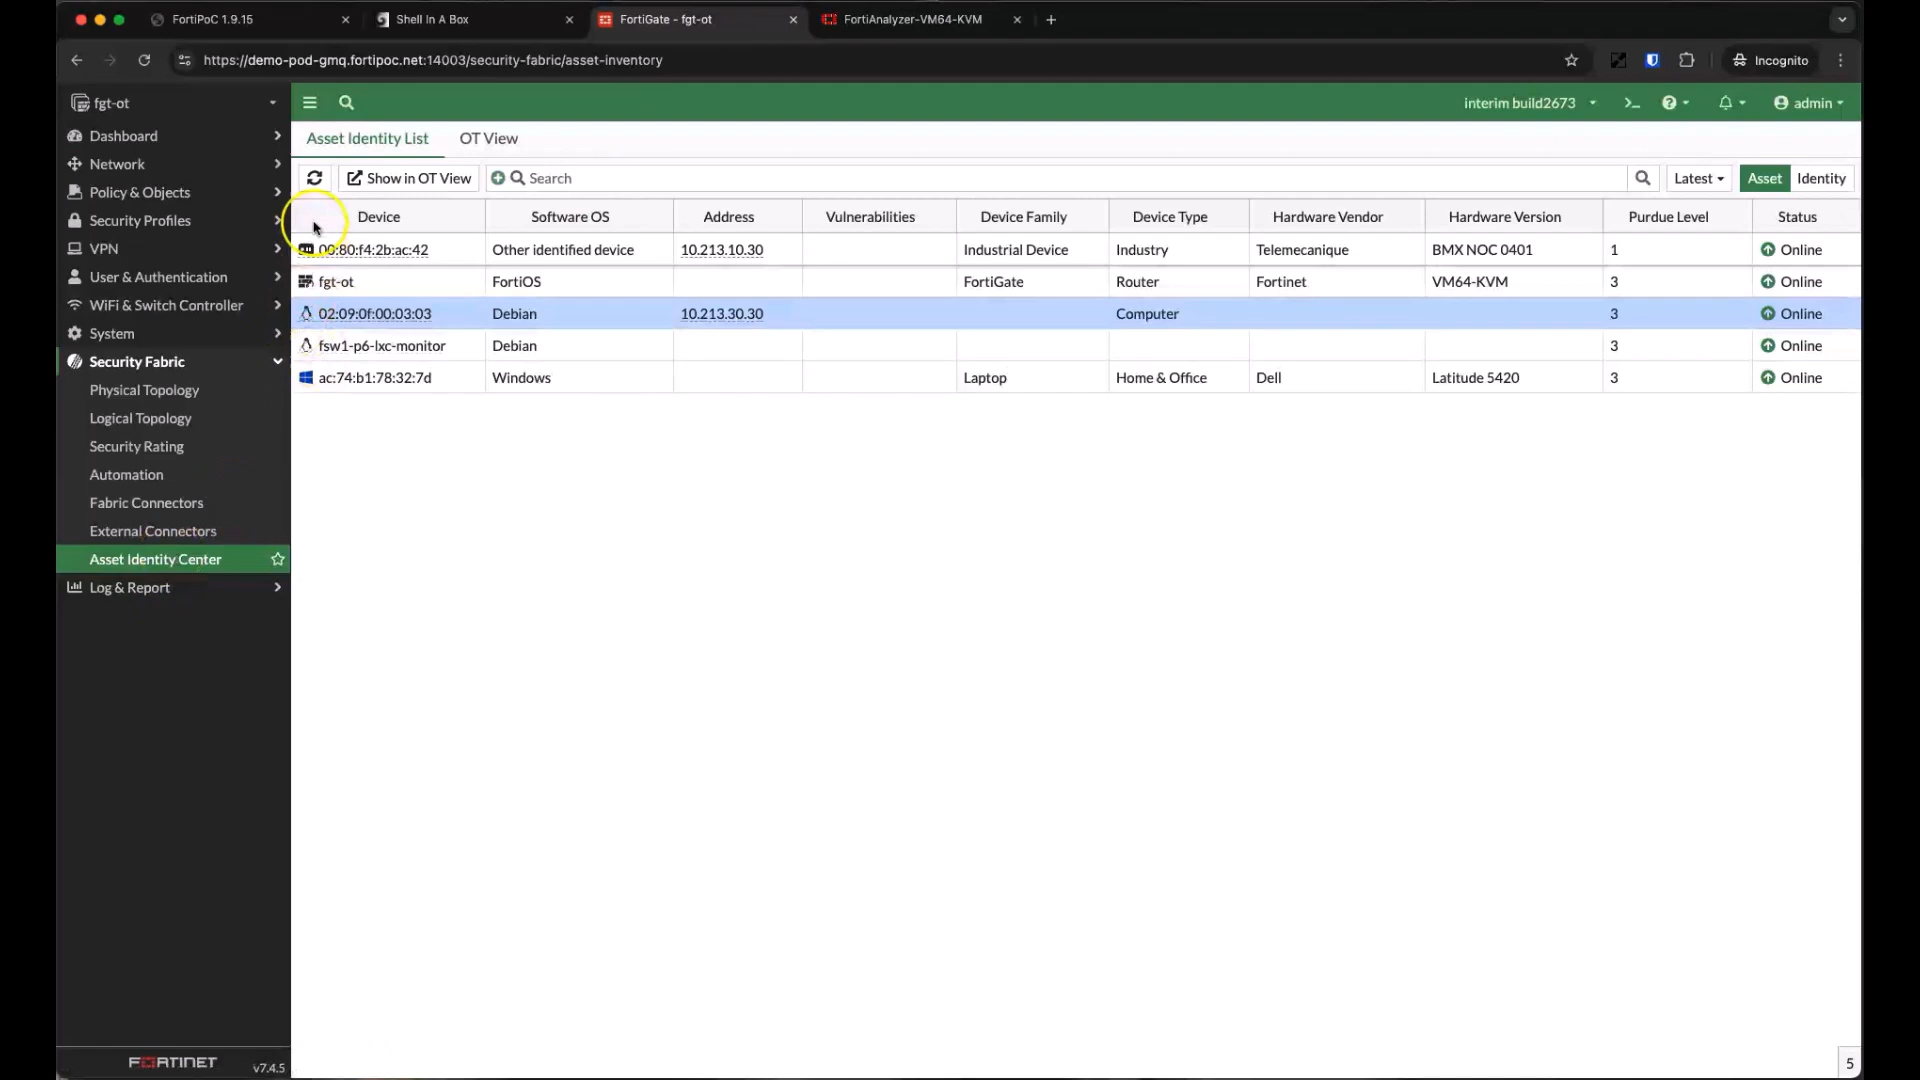 FortiPoC 1.9.15
Shell In A Box
FortiGate - fgt-ot
FortiAnalyzer-VM64-KVM
https://demo-pod-gmq.fortipoc.net:14003/security-fabric/asset-inventory
Incognito
fgt-ot
interim build2673
admin
Dashboard
Network
Policy & Objects
Security Profiles
VPN
User & Authentication
WiFi & Switch Controller
System
Security Fabric
Physical Topology
Logical Topology
Security Rating
Automation
Fabric Connectors
External Connectors
Asset Identity Center
Log & Report
FORTINET v7.4.5
Asset Identity List OT View
Show in OT View Search Latest Asset Identity
Device Software OS Address Vulnerabilities Device Family Device Type Hardware Vendor Hardware Version Purdue Level Status
00:80:f4:2b:ac:42 Other identified device 10.213.10.30 Industrial Device Industry Telemecanique BMX NOC 0401 1 Online
fgt-ot FortiOS FortiGate Router Fortinet VM64-KVM 3 Online
02:09:0f:00:03:03 Debian 10.213.30.30 Computer 3 Online
fsw1-p6-lxc-monitor Debian 3 Online
ac:74:b1:78:32:7d Windows Laptop Home & Office Dell Latitude 5420 3 Online
5